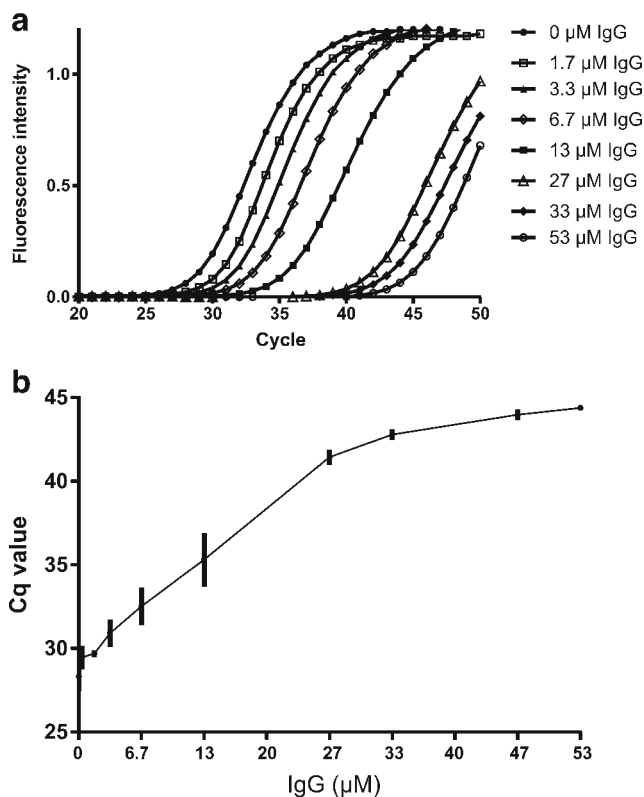 a
Fluorescence intensity
1.0
0.5
0.0
20 25 30 35 40 45 50
Cycle
0 µM IgG
1.7 µM IgG
3.3 µM IgG
6.7 µM IgG
13 µM IgG
27 µM IgG
33 µM IgG
53 µM IgG
b
Cq value
45
40
35
30
25
0 6.7 13 20 27 33 40 47 53
IgG (µM)